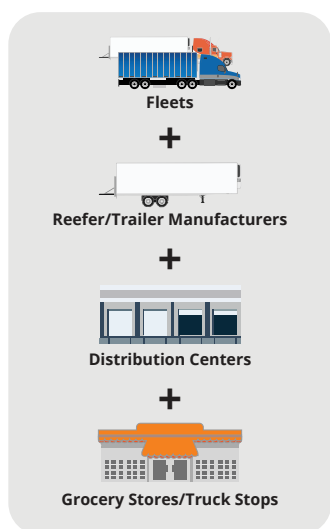 Fleets
+
Reefer/Trailer Manufacturers
+
Distribution Centers
+
Grocery Stores/Truck Stops